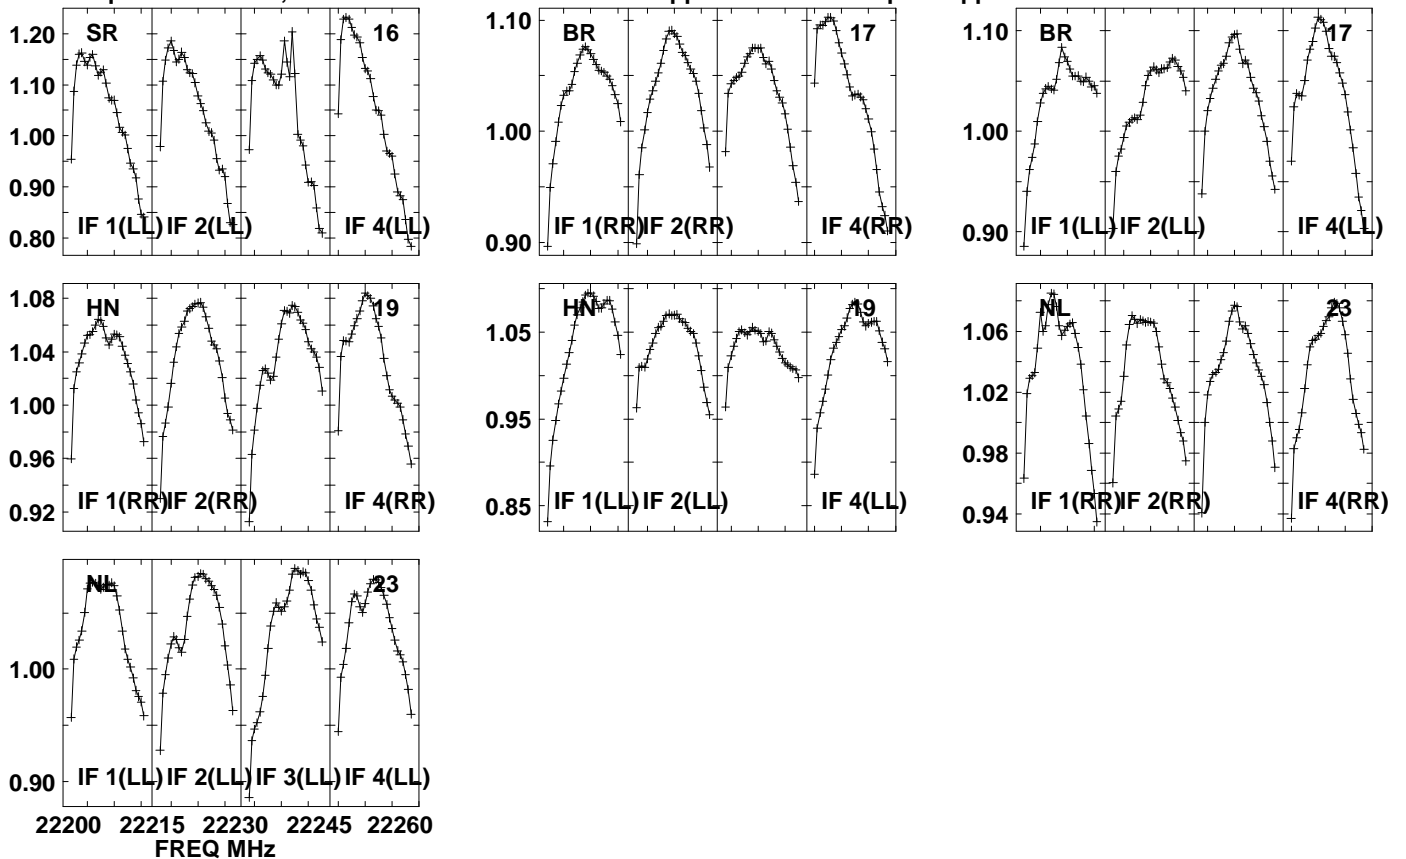 SR 16 BR 17 BR 17
1.20 1.10 1.10
1.10
1.00 1.00 1.00
0.90
0.80 0.90 0.90
IF 1(LL) IF 2(LL) IF 4(LL) IF 1(RR) IF 2(RR) IF 4(RR) IF 1(LL) IF 2(LL) IF 4(LL)
HN 19 HN 19 NL 23
1.08 1.05 1.06
1.04
1.00 0.95 1.02
0.96 0.98
0.92 0.85 0.94
IF 1(RR) IF 2(RR) IF 4(RR) IF 1(LL) IF 2(LL) IF 4(LL) IF 1(RR) IF 2(RR) IF 4(RR)
NL 23
1.00
0.90
IF 1(LL) IF 2(LL) IF 3(LL) IF 4(LL)
22200 22215 22230 22245 22260
FREQ MHz